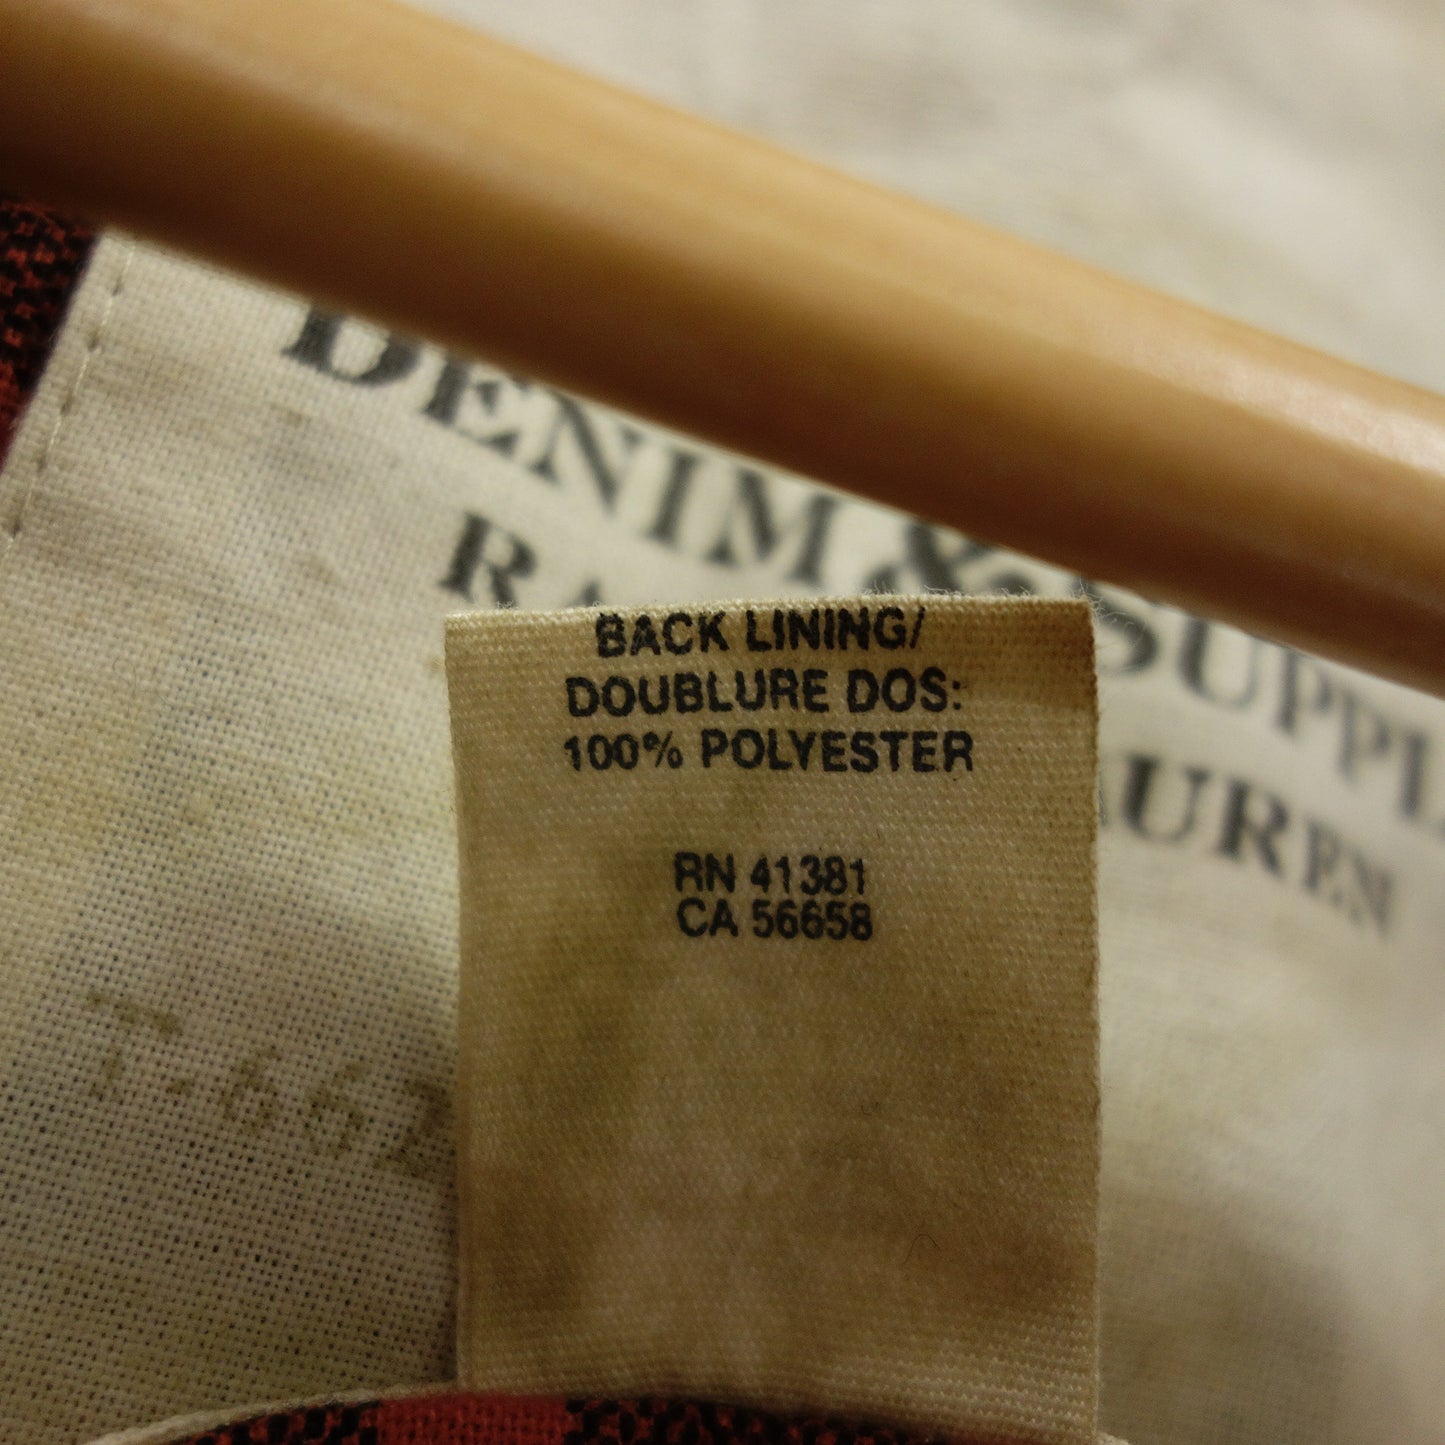 DENIM & SUPPL
RA AUREN
BACK LINING/
DOUBLURE DOS:
100% POLYESTER
RN 41381
CA 56658